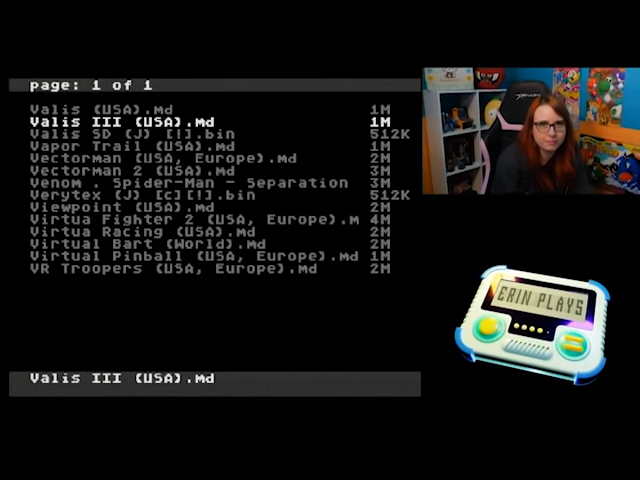 page: 1 of 1
Valis (USA).md 1M
Valis III (USA).md 1M
Valis SD (J) [!].bin 512K
Vapor Trail (USA).md 1M
Vectorman (USA, Europe).md 2M
Vectorman 2 (USA).md 3M
Venom . Spider-Man - Separation 3M
Verytex (J) [c][!].bin 512K
Viewpoint (USA).md 2M
Virtua Fighter 2 (USA, Europe).m 4M
Virtua Racing (USA).md 2M
Virtual Bart (World).md 2M
Virtual Pinball (USA, Europe).md 1M
VR Troopers (USA, Europe).md 2M
ERIN PLAYS
Valis III (USA).md